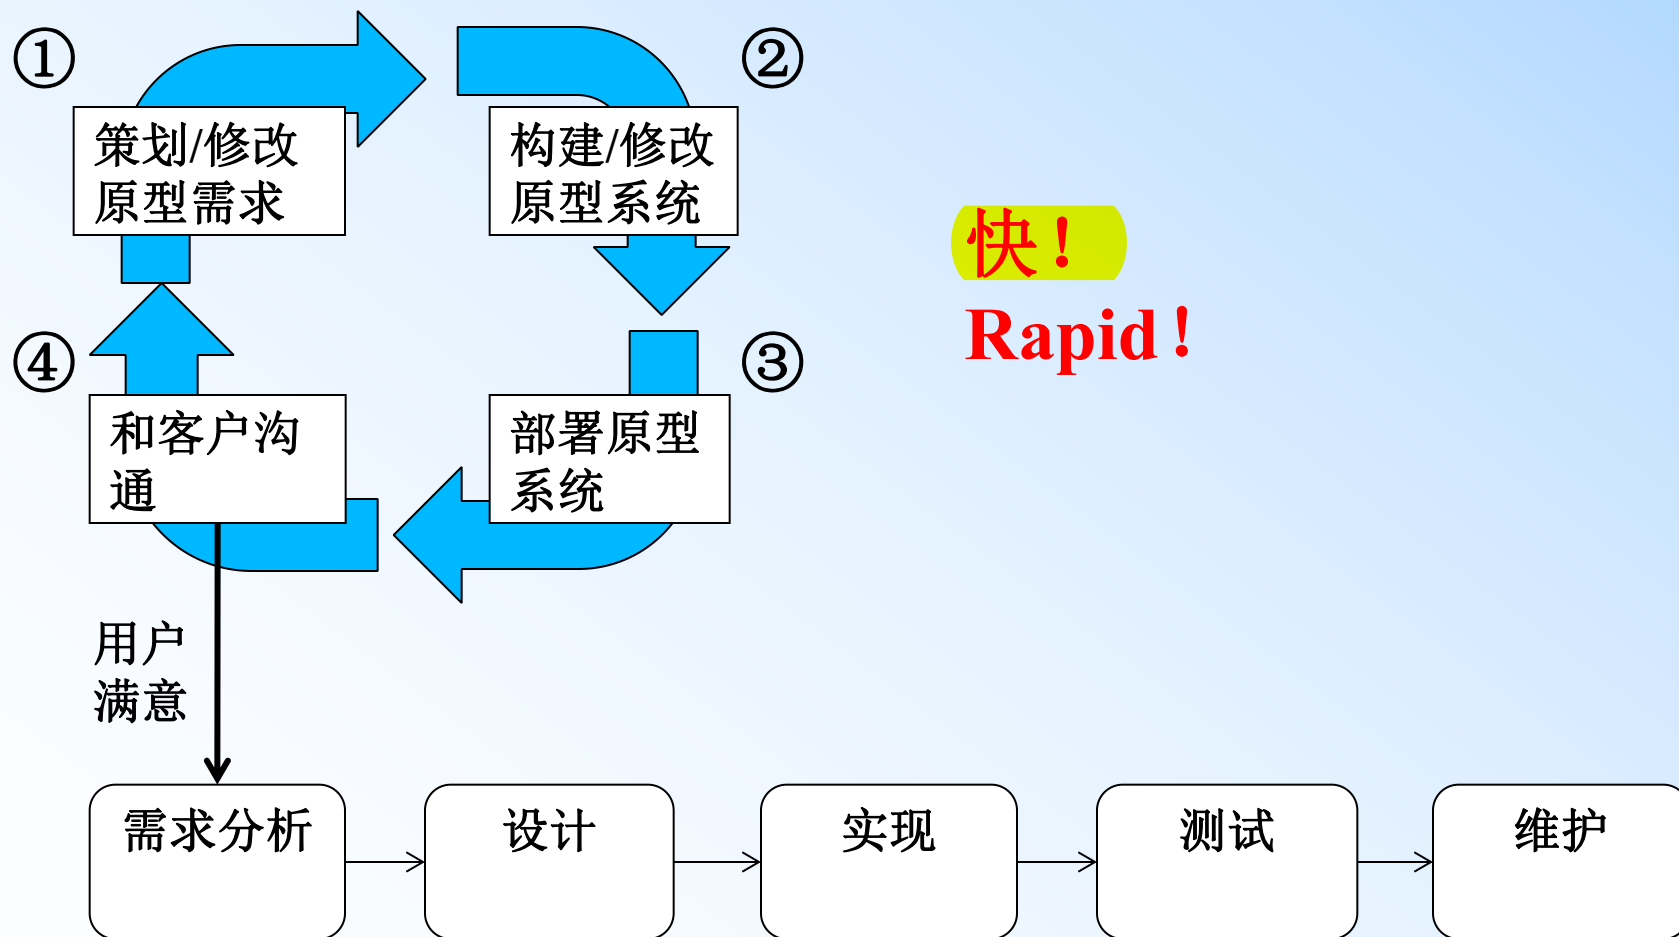 ①
策划/修改
原型需求
②
构建/修改
原型系统
快！
Rapid！
④
和客户沟
通
③
部署原型
系统
用户
满意
需求分析
设计
实现
测试
维护